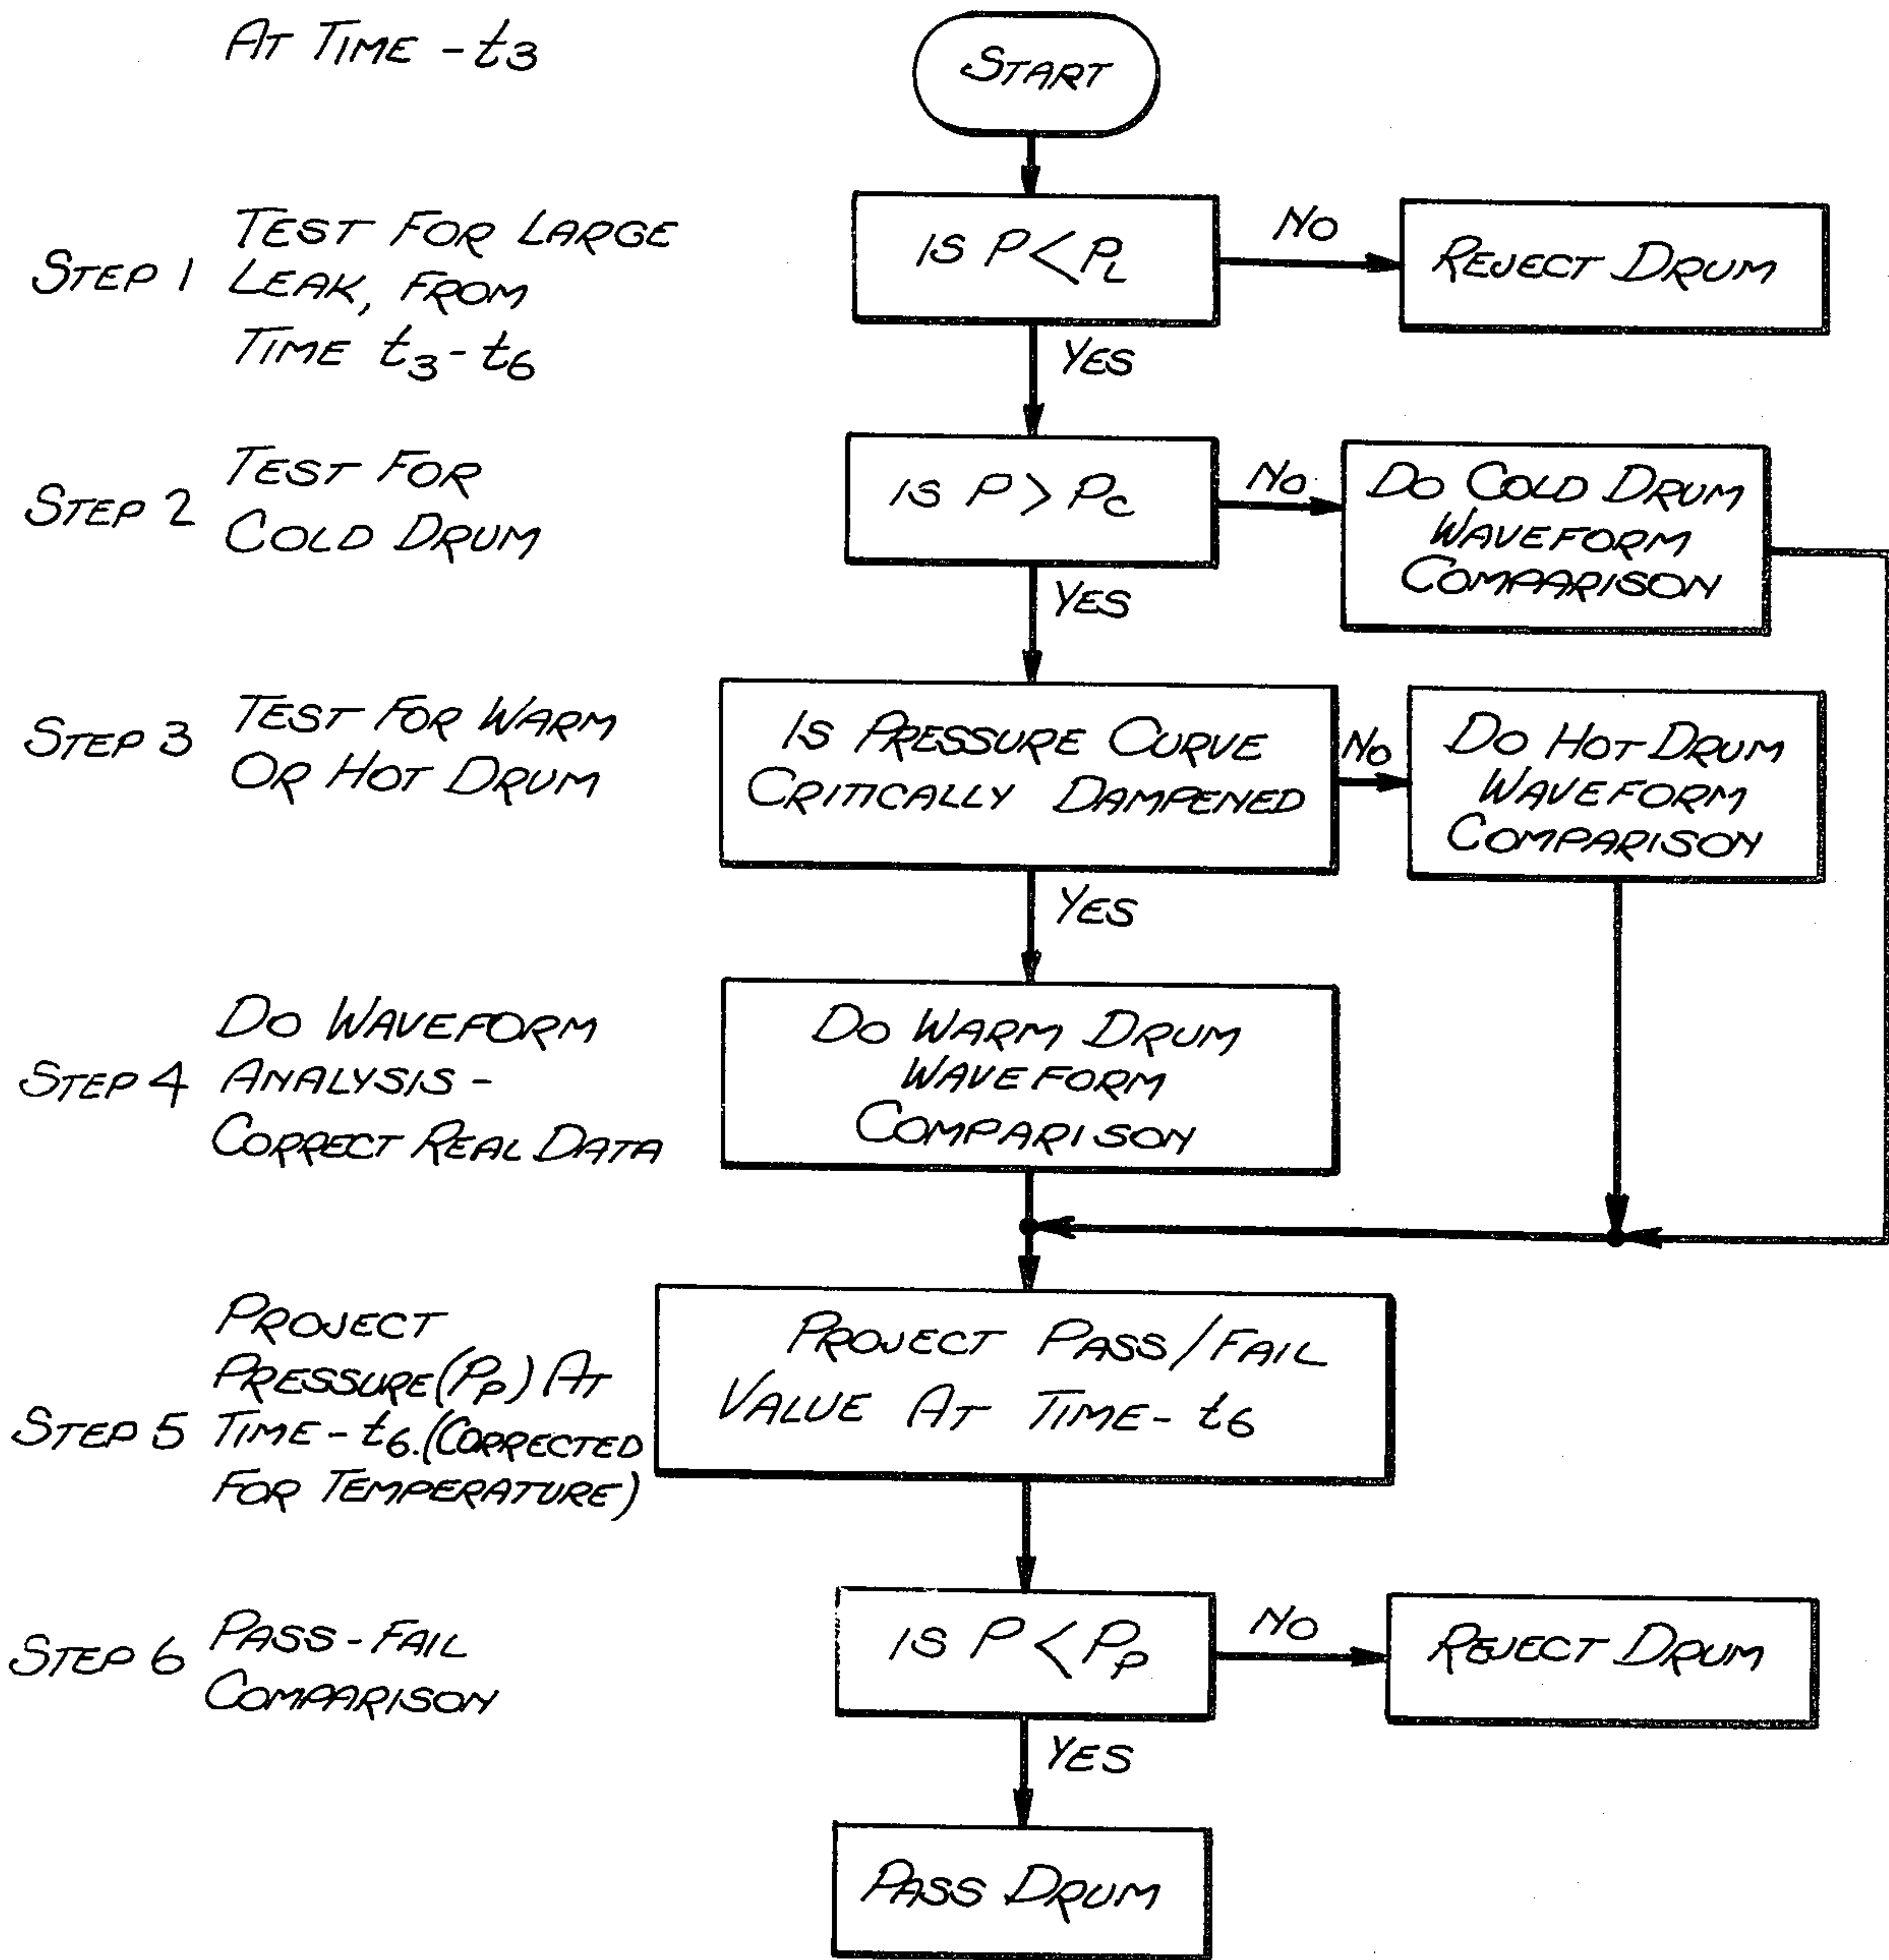 AT TIME - t3
START
STEP 1
TEST FOR LARGE
LEAK, FROM
TIME t3 - t6
IS P < PL
NO
REJECT DRUM
YES
STEP 2
TEST FOR
COLD DRUM
IS P > PC
NO
DO COLD DRUM
WAVEFORM
COMPARISON
YES
STEP 3
TEST FOR WARM
OR HOT DRUM
IS PRESSURE CURVE
CRITICALLY DAMPENED
NO
DO HOT DRUM
WAVEFORM
COMPARISON
YES
STEP 4
DO WAVEFORM
ANALYSIS -
CORRECT REAL DATA
DO WARM DRUM
WAVEFORM
COMPARISON
STEP 5
PROJECT
PRESSURE (PP) AT
TIME - t6. (CORRECTED
FOR TEMPERATURE)
PROJECT PASS/FAIL
VALUE AT TIME - t6
STEP 6
PASS - FAIL
COMPARISON
IS P < PP
NO
REJECT DRUM
YES
PASS DRUM